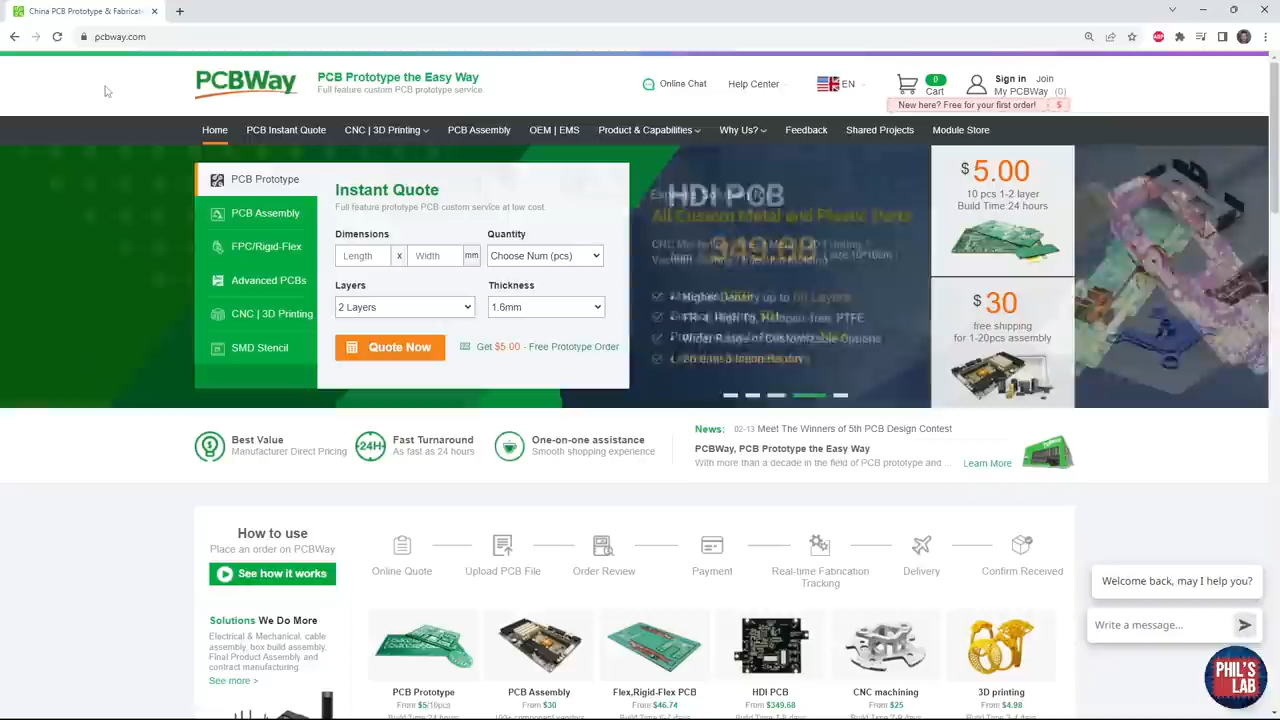 China PCB Prototype & Fabricat
pcbway.com
ABP
PCBWay
PCB Prototype the Easy Way
Full feature custom PCB prototype service.
Online Chat
Help Center
EN
0
Cart
Sign in Join
My PCBWay (0)
New here? Free for your first order! $
Home PCB Instant Quote CNC | 3D Printing PCB Assembly OEM | EMS Product & Capabilities Why Us? Feedback Shared Projects Module Store
PCB Prototype
PCB Assembly
FPC/Rigid-Flex
Advanced PCBs
CNC | 3D Printing
SMD Stencil
Instant Quote
Full feature prototype PCB custom service at low cost.
Dimensions
Quantity
Length x Width mm
Choose Num (pcs)
Layers
Thickness
2 Layers
1.6mm
Quote Now
Get $5.00 - Free Prototype Order
HDI PCB
All Custom Metal and Plastic Parts
$ 5.00
10 pcs 1-2 layer
Build Time:24 hours
$ 30
free shipping
for 1-20pcs assembly
Best Value
Manufacturer Direct Pricing
24H
Fast Turnaround
As fast as 24 hours
One-on-one assistance
Smooth shopping experience
News: 02-13 Meet The Winners of 5th PCB Design Contest
PCBWay, PCB Prototype the Easy Way
With more than a decade in the field of PCB prototype and ... Learn More
How to use
Place an order on PCBWay
See how it works
Online Quote
Upload PCB File
Order Review
Payment
Real-time Fabrication
Tracking
Delivery
Confirm Received
Solutions We Do More
Electrical & Mechanical, cable
assembly, box build assembly.
Final Product Assembly and
contract manufacturing.
See more >
PCB Prototype
From $5/10pcs
Build Time 24 hours
PCB Assembly
From $30
Flex,Rigid-Flex PCB
From $46.74
HDI PCB
From $349.68
CNC machining
From $25
3D printing
From $4.98
Welcome back, may I help you?
Write a message...
PHIL'S
LAB